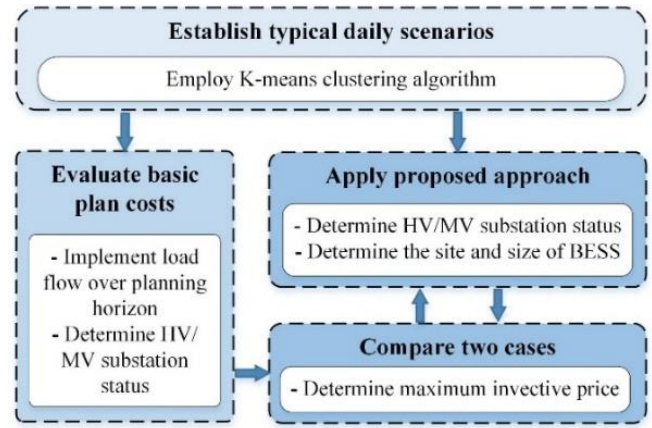 Establish typical daily scenarios
Employ K-means clustering algorithm
Evaluate basic
plan costs
- Implement load
flow over planning
horizon
- Determine HV/
MV substation
status
Apply proposed approach
- Determine HV/MV substation status
- Determine the site and size of BESS
Compare two cases
- Determine maximum invective price